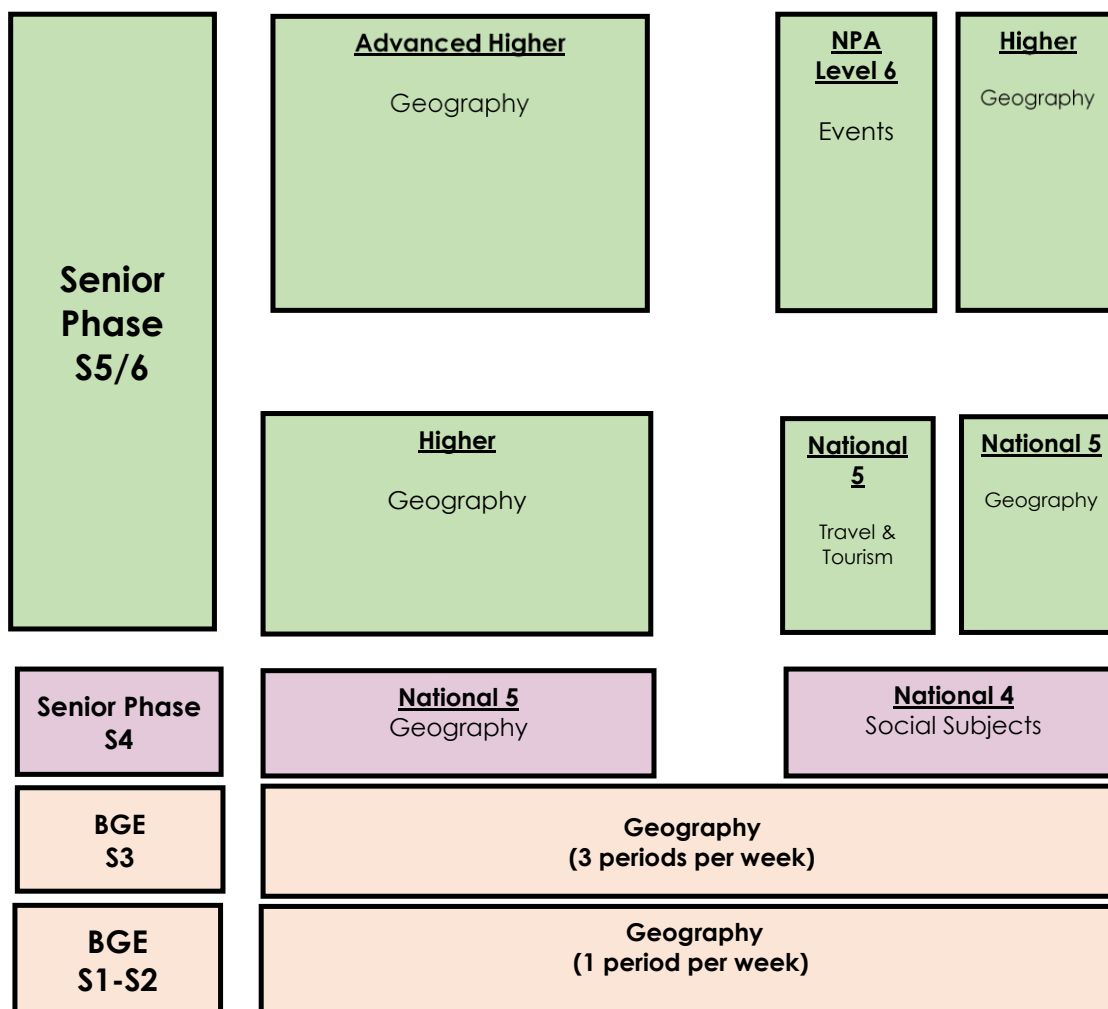 Senior
Phase
S5/6
Advanced Higher
Geography
NPA
Level 6
Events
Higher
Geography
Higher
Geography
National
5
Travel &
Tourism
National 5
Geography
Senior Phase
S4
National 5
Geography
National 4
Social Subjects
BGE
S3
Geography
(3 periods per week)
BGE
S1-S2
Geography
(1 period per week)